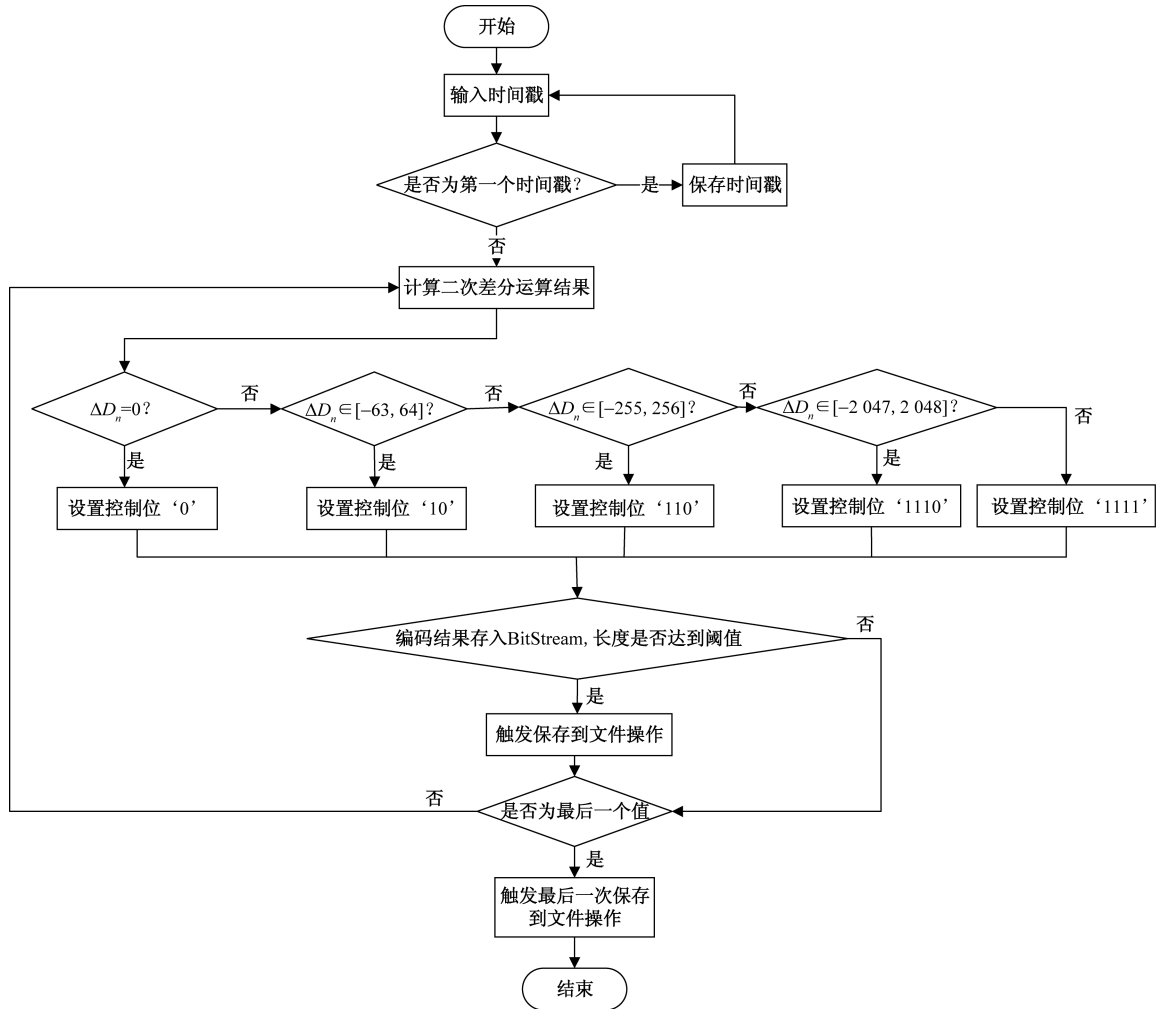 开始
输入时间戳
是否为第一个时间戳?
是
保存时间戳
否
计算二次差分运算结果
ΔDn=0?
否
ΔDn∈[−63, 64]?
否
ΔDn∈[−255, 256]?
否
ΔDn∈[−2 047, 2 048]?
否
是
是
是
是
设置控制位‘0’
设置控制位‘10’
设置控制位‘110’
设置控制位‘1110’
设置控制位‘1111’
编码结果存入BitStream, 长度是否达到阈值
否
是
触发保存到文件操作
否
是否为最后一个值
是
触发最后一次保存
到文件操作
结束